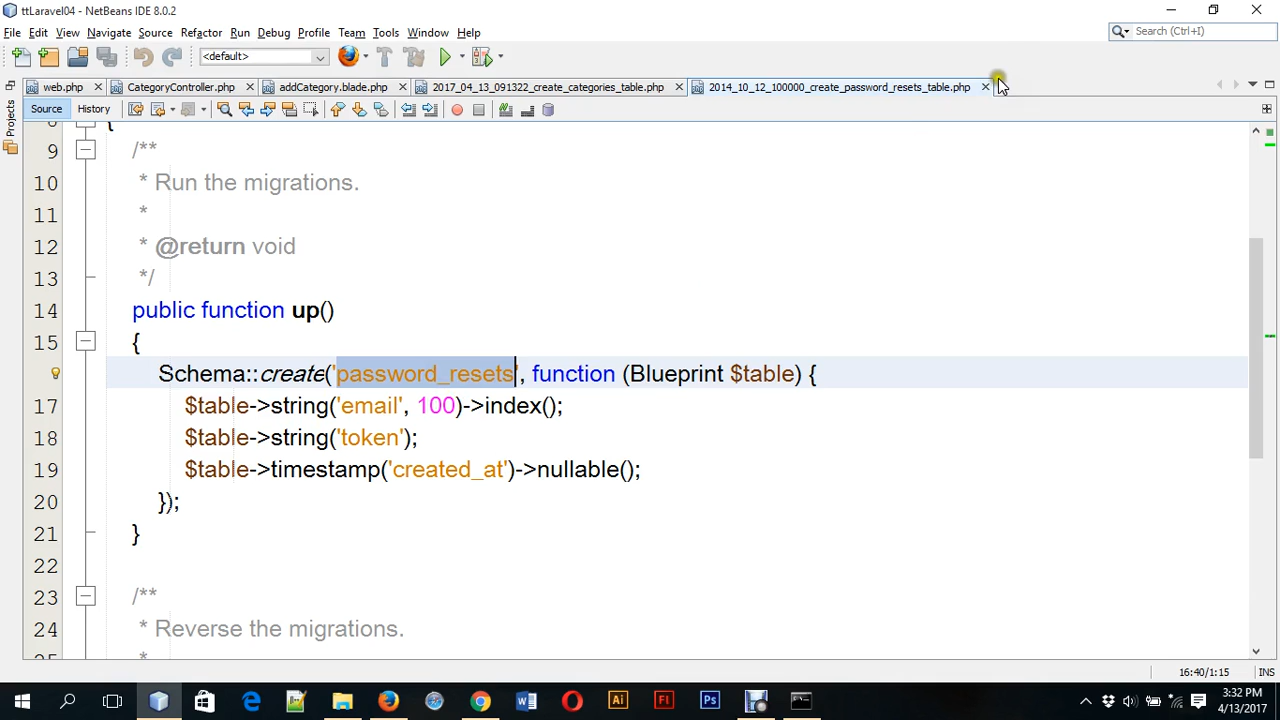 ttLaravel04 - NetBeans IDE 8.0.2
File Edit View Navigate Source Refactor Run Debug Profile Team Tools Window Help
Search (Ctrl+I)
<default>
web.php CategoryController.php addCategory.blade.php 2017_04_13_091322_create_categories_table.php 2014_10_12_100000_create_password_resets_table.php
Source History
Projects
9 /**
10 * Run the migrations.
11 *
12 * @return void
13 */
14 public function up()
15 {
Schema::create('password_resets', function (Blueprint $table) {
17 $table->string('email', 100)->index();
18 $table->string('token');
19 $table->timestamp('created_at')->nullable();
20 });
21 }
22
23 /**
24 * Reverse the migrations.
16:40/1:15 INS
W Ai Fl Ps
3:32 PM
4/13/2017